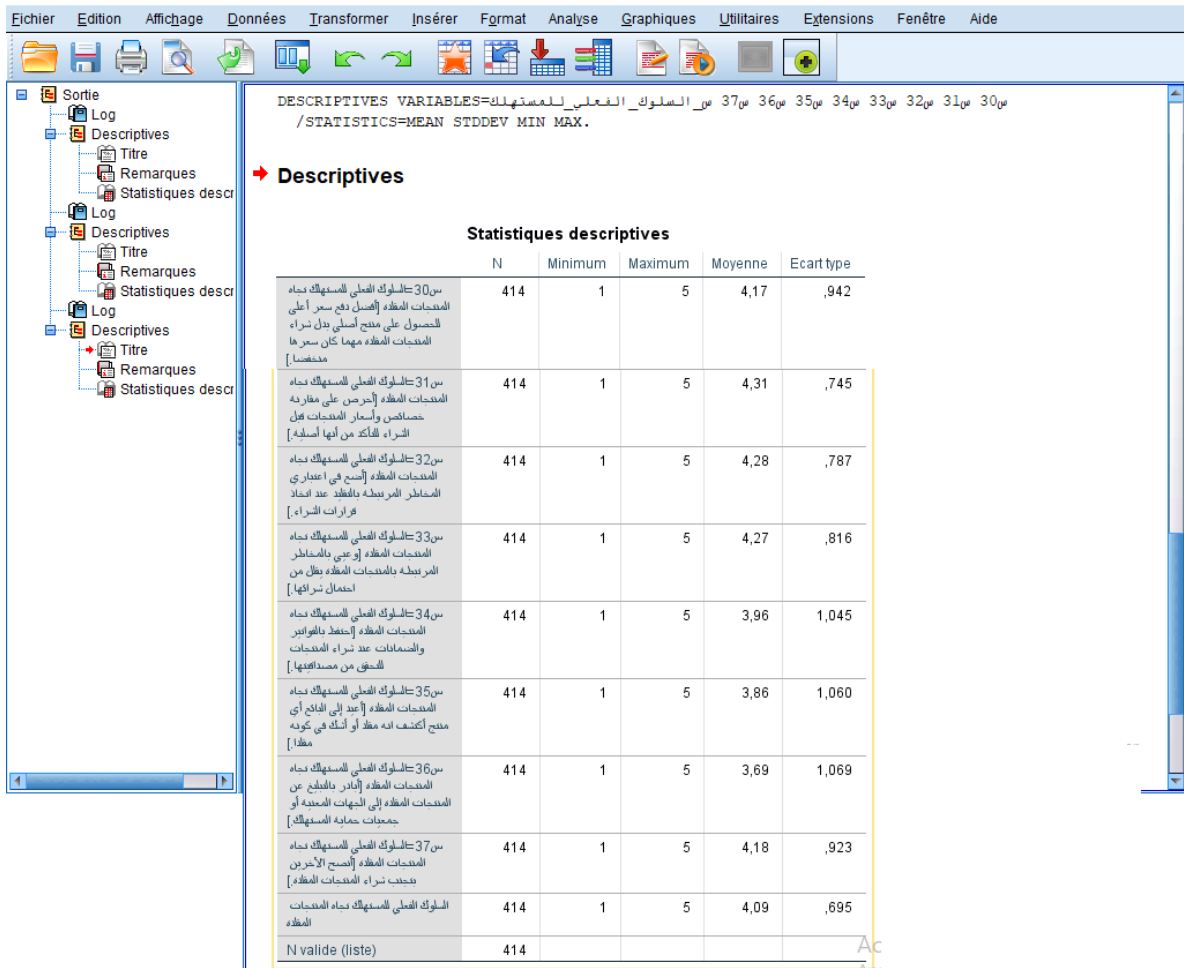 Fichier Edition Affichage Données Transformer Insérer Format Analyse Graphiques Utilitaires Extensions Fenêtre Aide
Sortie
Log
Descriptives
Titre
Remarques
Statistiques descr
Log
Descriptives
Titre
Remarques
Statistiques descr
Log
Descriptives
Titre
Remarques
Statistiques descr
DESCRIPTIVES VARIABLES=س30 س31 س32 س33 س34 س35 س36 س37 س_السلوك_الفعلي_للمستهلك
/STATISTICS=MEAN STDDEV MIN MAX.
Descriptives
Statistiques descriptives
N Minimum Maximum Moyenne Ecart type
س30=السلوك الفعلي للمستهلك تجاه
المنتجات المقلدة [أفضل دفع سعر أعلى
للحصول على منتج أصلي بدل شراء
المنتجات المقلدة مهما كان سعرها
منخفضا.]
414 1 5 4,17 ,942
س31=السلوك الفعلي للمستهلك تجاه
المنتجات المقلدة [أحرص على مقارنة
خصائص وأسعار المنتجات قبل
الشراء للتأكد من أنها أصلية.]
414 1 5 4,31 ,745
س32=السلوك الفعلي للمستهلك تجاه
المنتجات المقلدة [أضع في اعتباري
المخاطر المرتبطة بالتقليد عند اتخاذ
قرارات الشراء.]
414 1 5 4,28 ,787
س33=السلوك الفعلي للمستهلك تجاه
المنتجات المقلدة [وعيي بالمخاطر
المرتبطة بالمنتجات المقلدة يقلل من
احتمال شرائها.]
414 1 5 4,27 ,816
س34=السلوك الفعلي للمستهلك تجاه
المنتجات المقلدة [احتفظ بالفواتير
والضمانات عند شراء المنتجات
للتحقق من مصداقيتها.]
414 1 5 3,96 1,045
س35=السلوك الفعلي للمستهلك تجاه
المنتجات المقلدة [أعيد إلى البائع أي
منتج أكتشف انه مقلد أو أشك في كونه
مقلدا.]
414 1 5 3,86 1,060
س36=السلوك الفعلي للمستهلك تجاه
المنتجات المقلدة [أبادر بالتبليغ عن
المنتجات المقلدة إلى الجهات المعنية أو
جمعيات حماية المستهلك.]
414 1 5 3,69 1,069
س37=السلوك الفعلي للمستهلك تجاه
المنتجات المقلدة [أنصح الأخرين
بتجنب شراء المنتجات المقلدة.]
414 1 5 4,18 ,923
السلوك الفعلي للمستهلك تجاه المنتجات
المقلدة
414 1 5 4,09 ,695
N valide (liste) 414
Ac